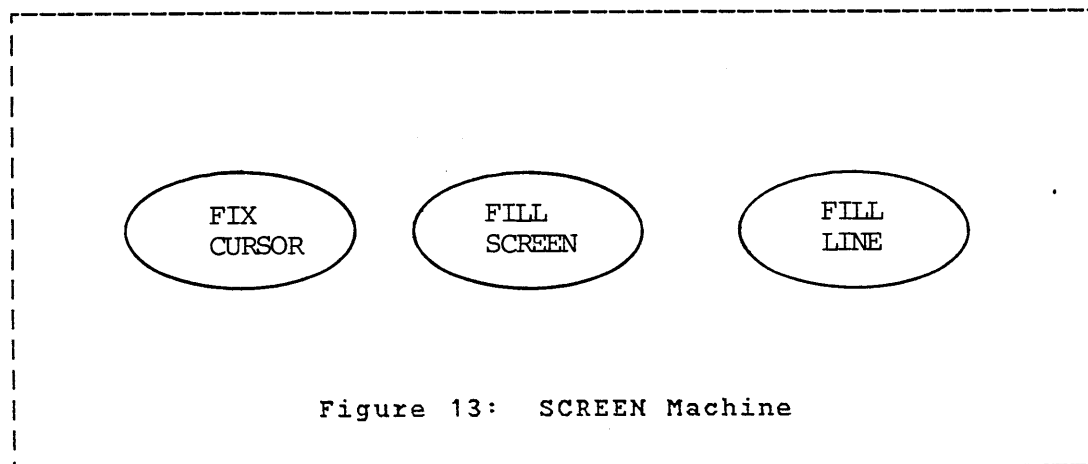 FIX
CURSOR
FILL
SCREEN
FILL
LINE
Figure 13: SCREEN Machine